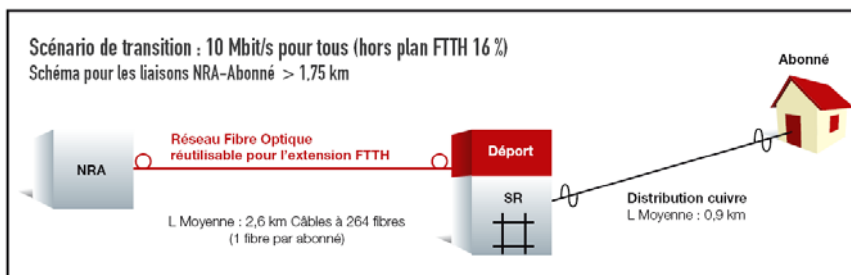 Scénario de transition : 10 Mbit/s pour tous (hors plan FTTH 16 %)
Schéma pour les liaisons NRA-Abonné > 1,75 km
Abonné
Réseau Fibre Optique
réutilisable pour l'extension FTTH
NRA
Déport
SR
Distribution cuivre
L Moyenne : 0,9 km
L Moyenne : 2,6 km Câbles à 264 fibres
(1 fibre par abonné)